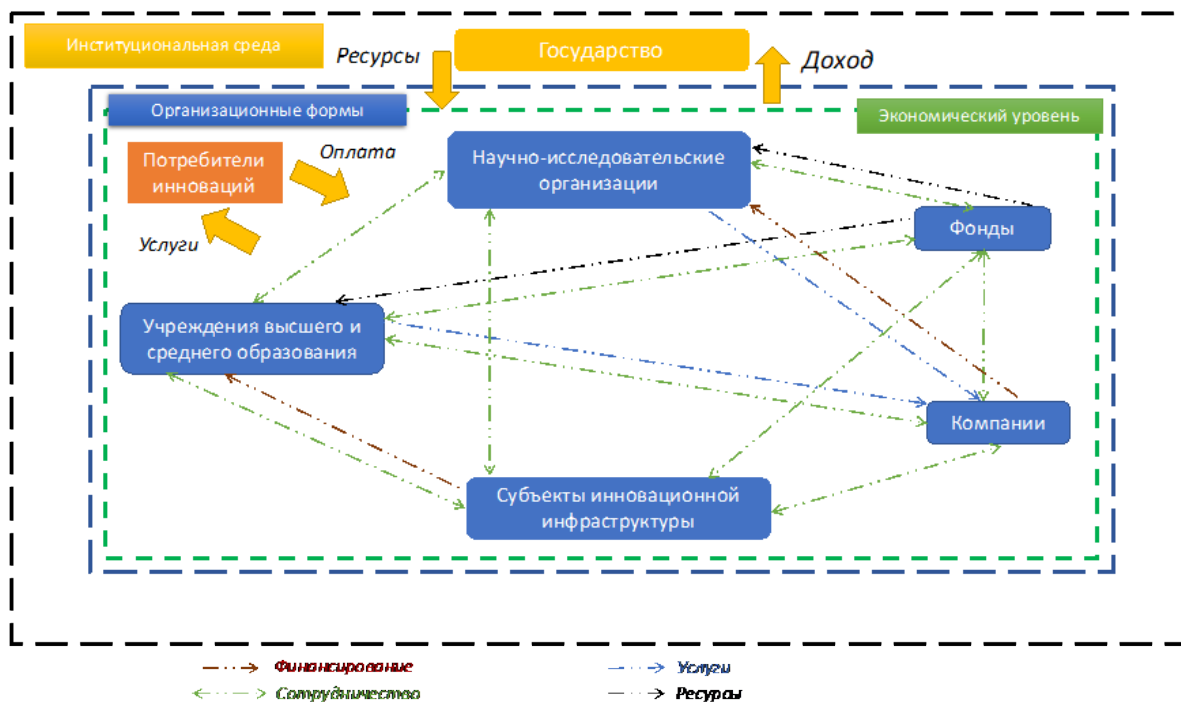 Институциональная среда
Ресурсы
Государство
Доход
Организационные формы
Экономический уровень
Потребители
инноваций
Оплата
Услуги
Научно-исследовательские
организации
Фонды
Учреждения высшего и
среднего образования
Компании
Субъекты инновационной
инфраструктуры
Финансирование
Услуги
Сотрудничество
Ресурсы